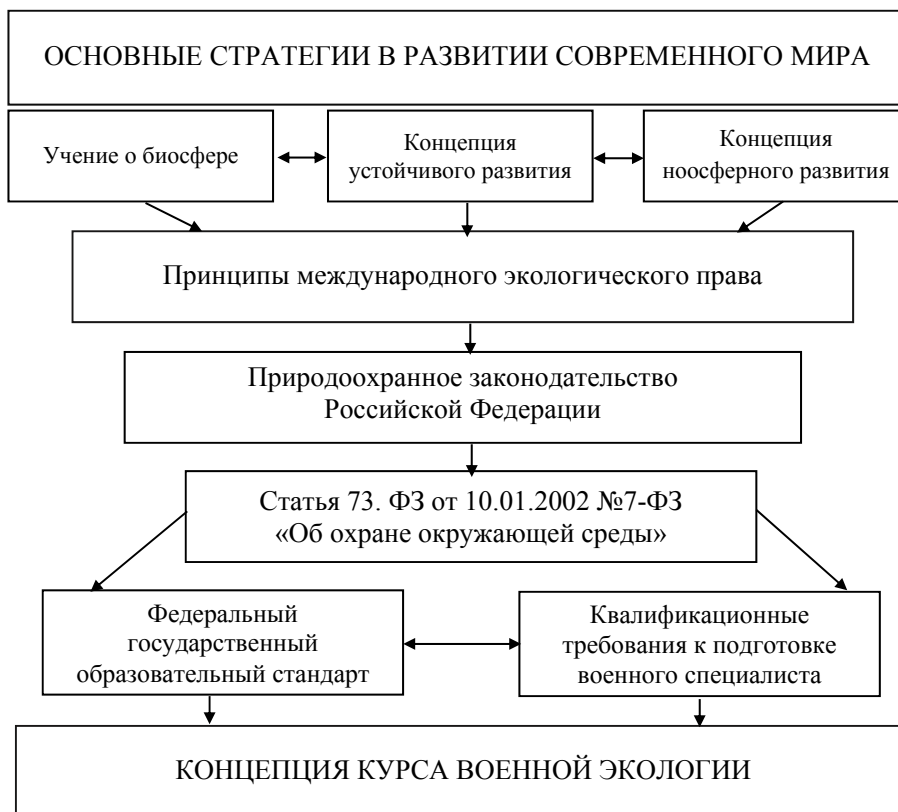 ОСНОВНЫЕ СТРАТЕГИИ В РАЗВИТИИ СОВРЕМЕННОГО МИРА
Учение о биосфере
Концепция
устойчивого развития
Концепция
ноосферного развития
Принципы международного экологического права
Природоохранное законодательство
Российской Федерации
Статья 73. ФЗ от 10.01.2002 №7-ФЗ
«Об охране окружающей среды»
Федеральный
государственный
образовательный стандарт
Квалификационные
требования к подготовке
военного специалиста
КОНЦЕПЦИЯ КУРСА ВОЕННОЙ ЭКОЛОГИИ